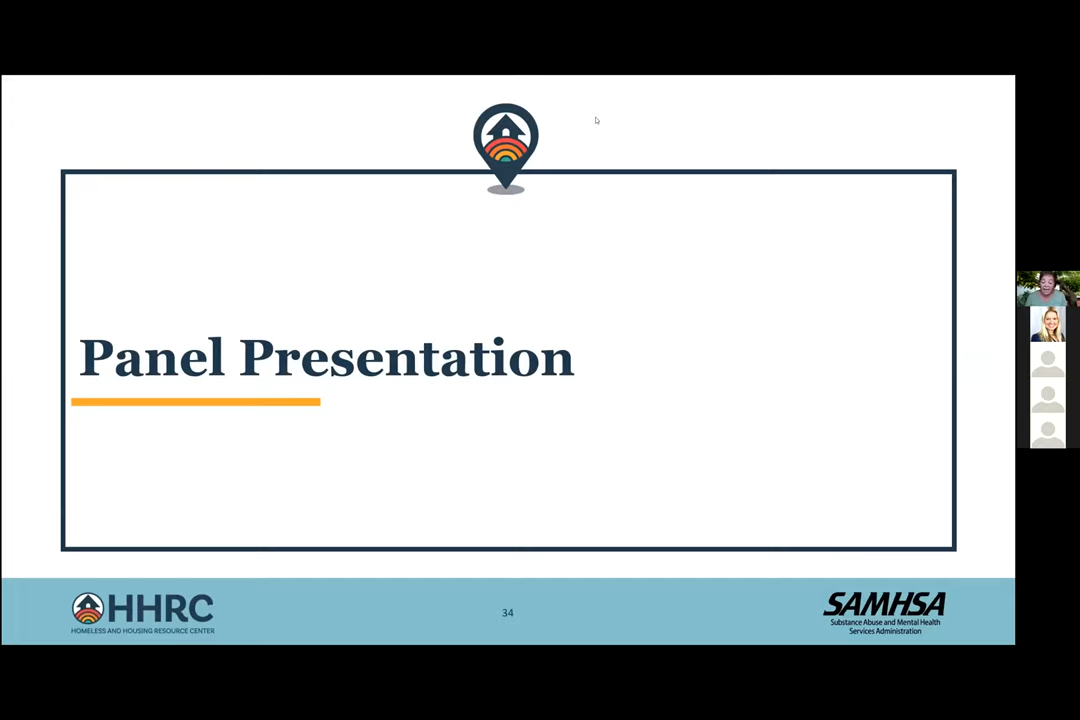 Panel Presentation
HHRC
HOMELESS AND HOUSING RESOURCE CENTER
34
SAMHSA
Substance Abuse and Mental Health
Services Administration